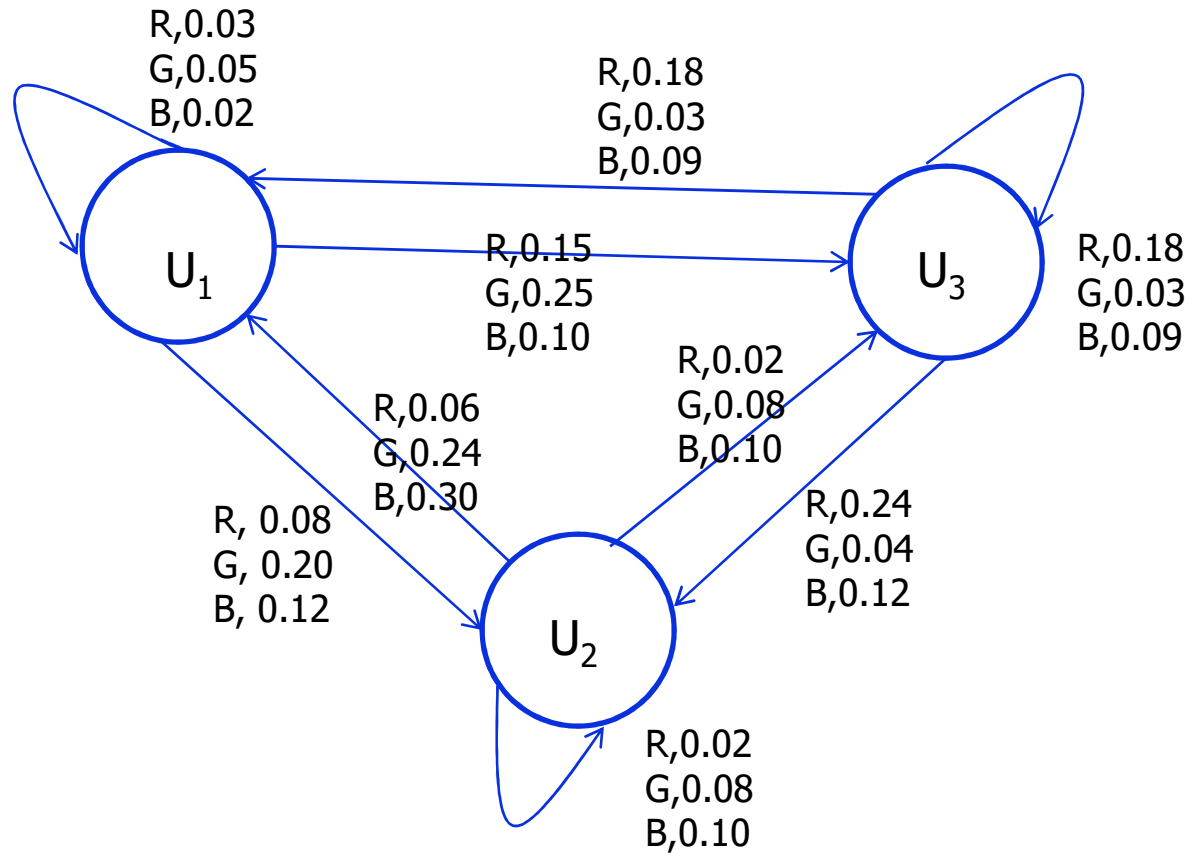 R,0.03
G,0.05
B,0.02
R,0.18
G,0.03
B,0.09
U1
R,0.15
G,0.25
B,0.10
U3
R,0.18
G,0.03
B,0.09
R,0.02
G,0.08
B,0.10
R,0.06
G,0.24
B,0.30
R, 0.08
G, 0.20
B, 0.12
R,0.24
G,0.04
B,0.12
U2
R,0.02
G,0.08
B,0.10